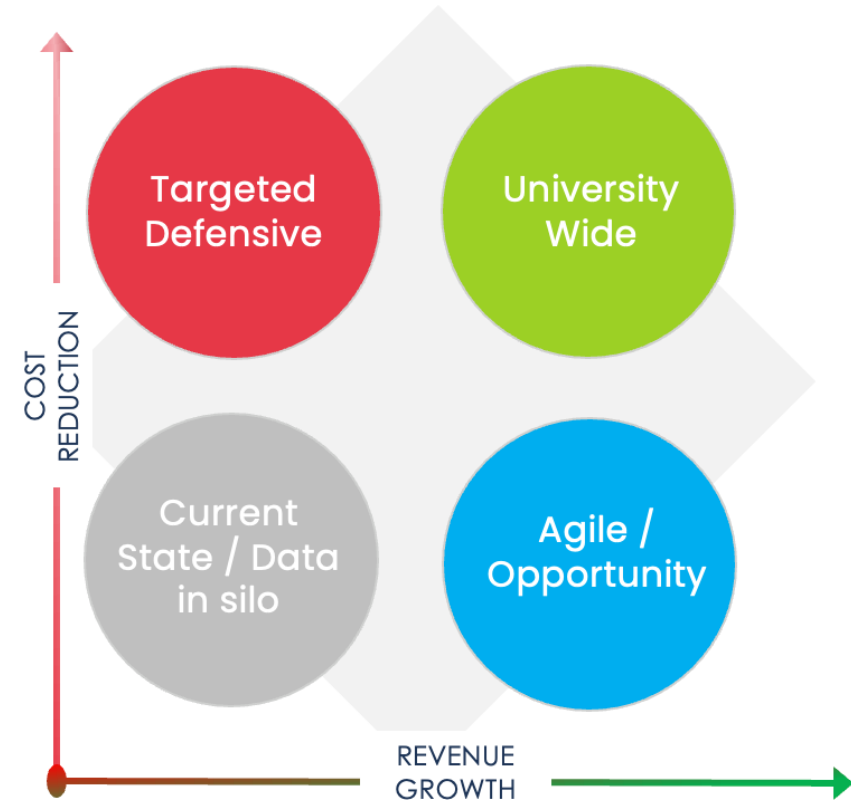 Targeted
Defensive
University
Wide
COST
REDUCTION
Current
State / Data
in silo
Agile /
Opportunity
REVENUE
GROWTH